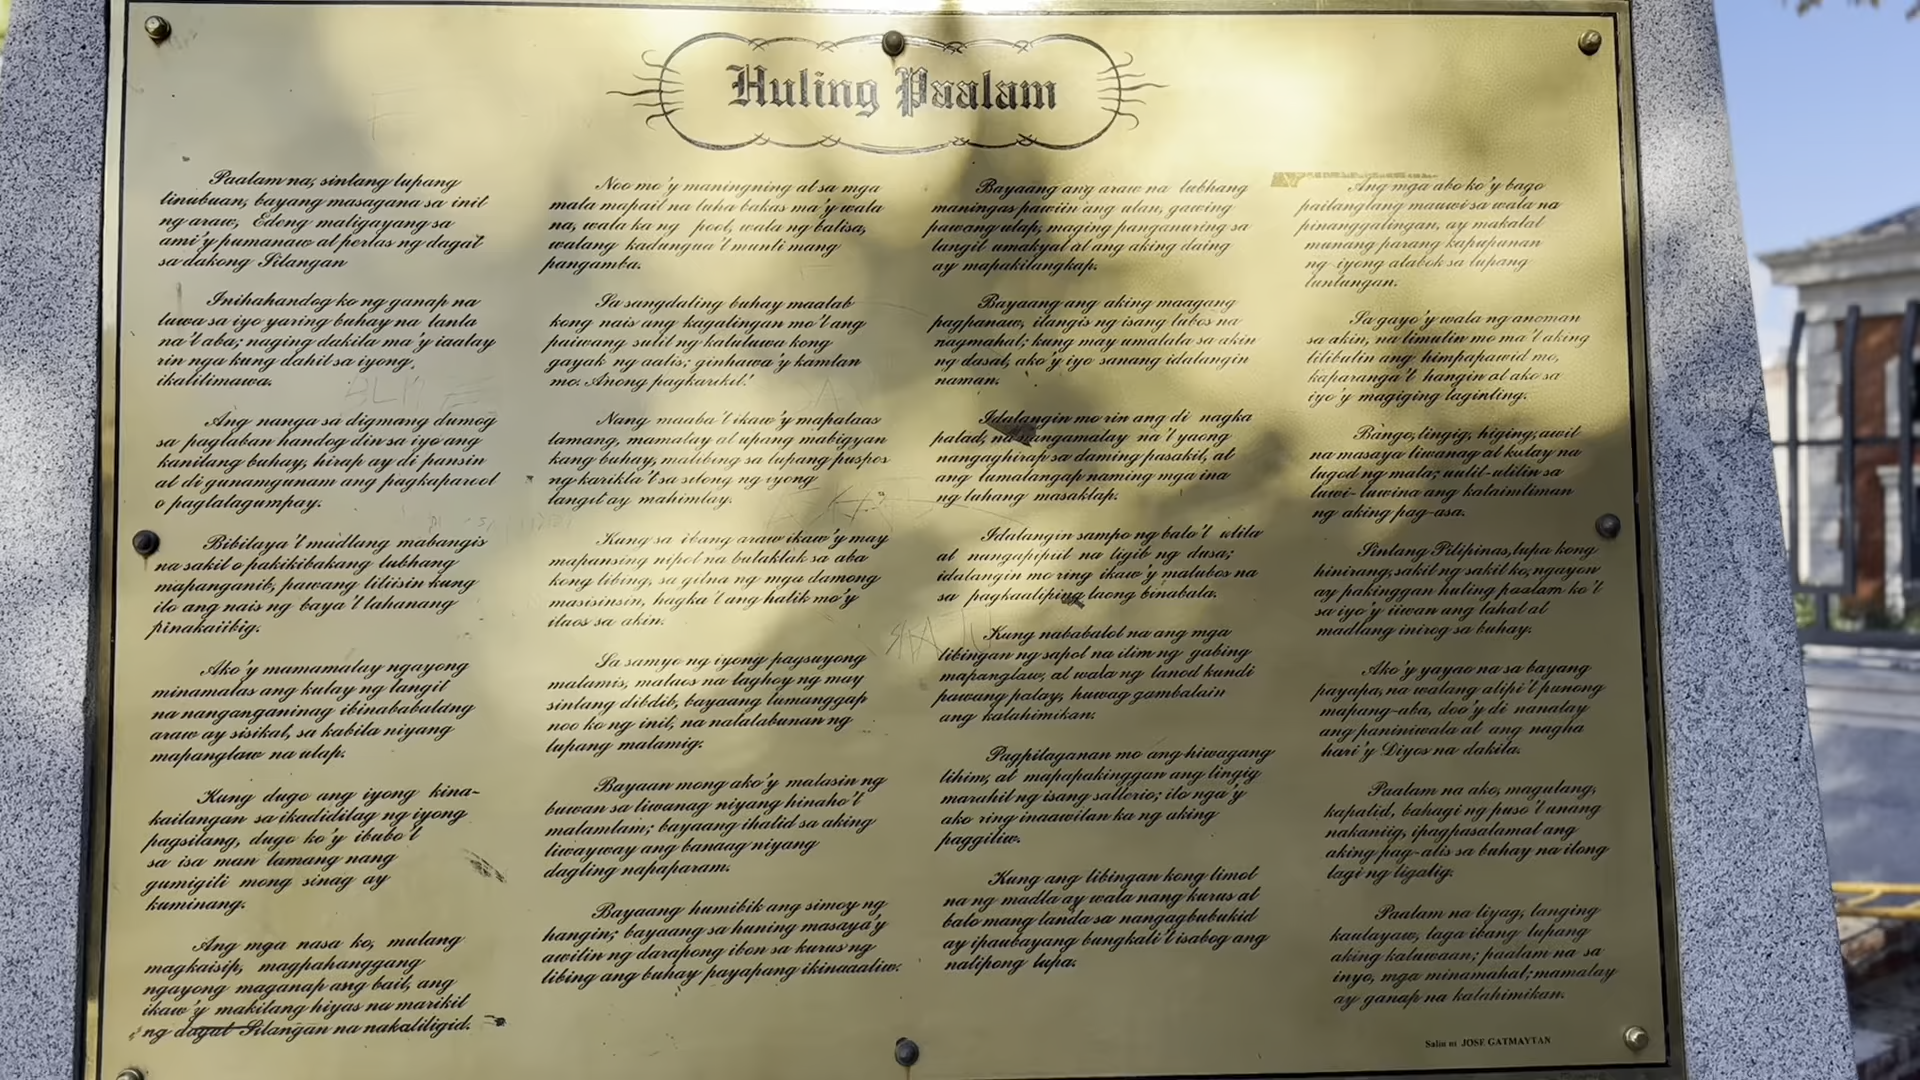 Huling Paalam
Paalam na, sintang lupang
tinubuan, bayang masagana sa init
ng araw, Edeng maligayang sa
ami'y pumanaw at perlas ng dagat
sa dakong Silangan
Inihahandog ko ng ganap na
luwa sa iyo yaring buhay na lanta
na't aba; naging dakila ma'y iaalay
rin nga kung dahil sa iyong
ikatitimawa.
Ang nanga sa digmang dumog
sa paglaban handog din sa iyo ang
kanilang buhay, hirap ay di pansin
at di gunamgunam ang pagkaparool
o pagtatagumpay.
Bibitaya't madlang mabangis
na sakit o pakikibakang lubhang
mapanganib, pawang titiisin kung
ito ang nais ng baya't tahanang
pinakaiibig.
Ako'y mamamatay ngayong
minamalas ang kulay ng langit
na nanganganinag ibinababalang
araw ay sisikat, sa kabila niyang
mapanglaw na ulap.
Kung dugo ang iyong kina-
kailangan sa ikadidilag ng iyong
pagsilang, dugo ko'y ibubo't
sa isa man lamang nang
gumigiti mong sinag ay
kuminang.
Ang mga nasa ko, mulang
magkaisip, magpahanggang
ngayong maganap ang bait, ang
ikaw'y makitang hiyas na marikit
ng dagat Silangan na nakaliligid.
Noo mo'y maningning at sa mga
mata mapait na luha bakas ma'y wala
na, wala ka ng poot, wala ng balisa,
walang kadungua't munti mang
pangamba.
Sa sangdaling buhay maalab
kong nais ang kagalingan mo't ang
paiwang sulit ng kaluluwa kong
gayak ng aalis; ginhawa'y kamtan
mo. Anong pagkarikit!
Nang maaba't ikaw'y mapataas
lamang, mamatay at upang mabigyan
kang buhay, malibing sa lupang puspos
ng karikta't sa silong ng iyong
langit ay mahimlay.
Kung sa ibang araw ikaw'y may
mapansing nipot na bulaklak sa aba
kong libing, sa gitna ng mga damong
masisinsin, hagka't ang halik mo'y
itaos sa akin.
Sa samyo ng iyong pagsuyong
matamis, mataos na taghoy ng may
sintang dibdib, bayaang tumanggap
noo ko ng init, na natatabunan ng
lupang malamig.
Bayaan mong ako'y malasin ng
buwan sa liwanag niyang hinaho't
malamlam; bayaang ihatid sa aking
liwayway ang banaag niyang
dagling napaparam.
Bayaang humibik ang simoy ng
hangin; bayaang sa huning masaya'y
awitin ng darapong ibon sa kurus ng
libing ang buhay payapang ikinaaaliw.
Bayaang ang araw na lubhang
maningas pawiin ang ulan, gawing
pawang ulap, maging panganuring sa
langit umakyat at ang aking daing
ay mapakilangkap.
Bayaang ang aking maagang
pagpanaw, itangis ng isang lubos na
nagmahal; kung may umalala sa akin
ng dasal, ako'y iyo sanang idalangin
naman.
Idalangin mo rin ang di nagka
palad, na nangamatay na't yaong
nangaghirap sa daming pasakit, at
ang lumalangap naming mga ina
ng luhang masaklap.
Idalangin sampo ng balo't ulila
at nangapipiit na tigib ng dusa;
idalangin mo ring ikaw'y matubos na
sa pagkaaliping laong binabata.
Kung nababalot na ang mga
libingan ng sapot na itim ng gabing
mapanglaw, at wala ng tanod kundi
pawang patay, huwag gambalain
ang katahimikan.
Pagpitaganan mo ang hiwagang
lihim, at mapapakinggan ang tingig
marahil ng isang salterio; ito nga'y
ako ring inaawitan ka ng aking
paggiliw.
Kung ang libingan kong limot
na ng madla ay wala nang kurus at
bato mang tanda sa nangagbubukid
ay ipaubayang bungkali't isabog ang
natipong lupa.
Ang mga abo ko'y bago
pailanglang mauwi sa wala na
pinanggalingan, ay makalat
munang parang kapupunan
ng iyong alabok sa lupang
tuntungan.
Sa gayo'y wala ng anoman
sa akin, na limutin mo ma't aking
lilibutin ang himpapawid mo,
kaparanga't hangin at ako sa
iyo'y magiging taginting.
Bango, tingig, higing, awit
na masaya liwanag at kulay na
lugod ng mata; uulit-ulitin sa
tuwi-tuwina ang kataimtiman
ng aking pag-asa.
Sintang Pilipinas, lupa kong
hinirang, sakit ng sakit ko, ngayon
ay pakinggan huling paalam ko't
sa iyo'y iiwan ang lahat at
madlang inirog sa buhay.
Ako'y yayao na sa bayang
payapa, na walang alipi't punong
mapang-aba, doo'y di nanatay
ang paniniwala at ang nagha
hari'y Diyos na dakila.
Paalam na ako, magulang,
kapatid, bahagi ng puso't unang
nakaniig, ipagpasalamat ang
aking pag-alis sa buhay na itong
lagi ng ligalig.
Paalam na liyag, tanging
kaulayaw, taga ibang lupang
aking katuwaan; paalam na sa
inyo, mga minamahal; mamatay
ay ganap na katahimikan.
Salin ni JOSE GATMAYTAN